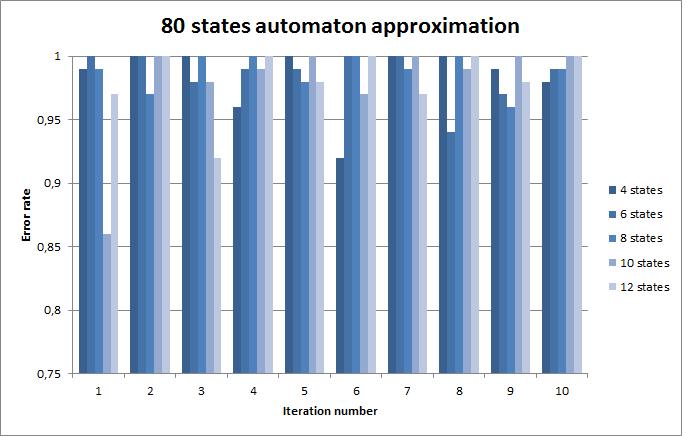 80 states automaton approximation
1
0,95
0,9
0,85
0,8
0,75
Error rate
1 2 3 4 5 6 7 8 9 10
Iteration number
4 states
6 states
8 states
10 states
12 states